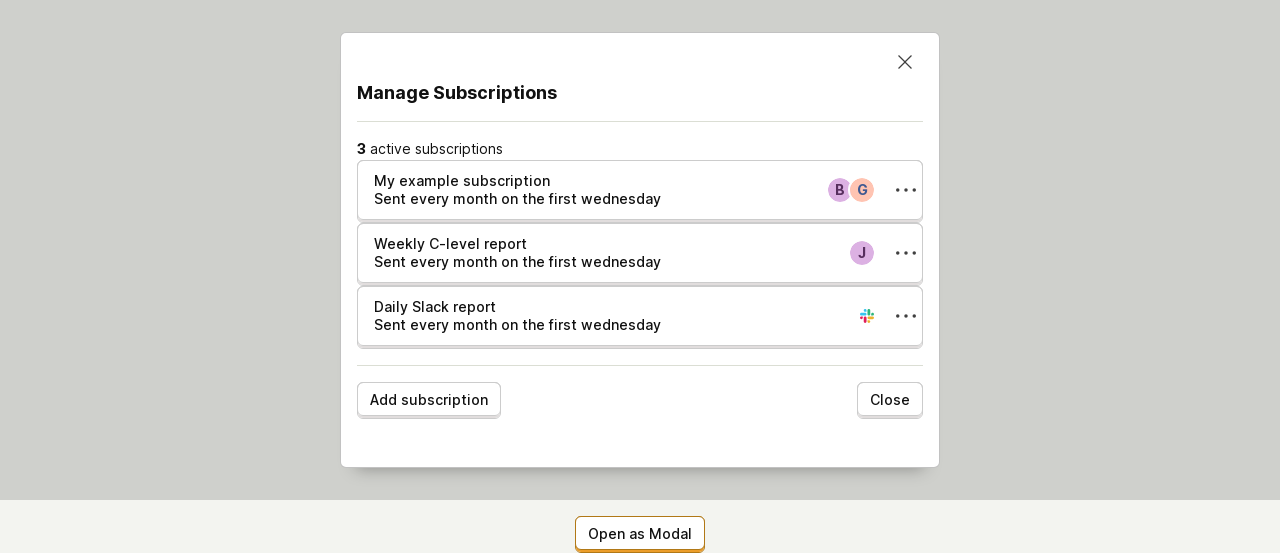 Manage Subscriptions
3 active subscriptions
My example subscription
Sent every month on the first wednesday
B G
Weekly C-level report
Sent every month on the first wednesday
J
Daily Slack report
Sent every month on the first wednesday
Add subscription
Close
Open as Modal